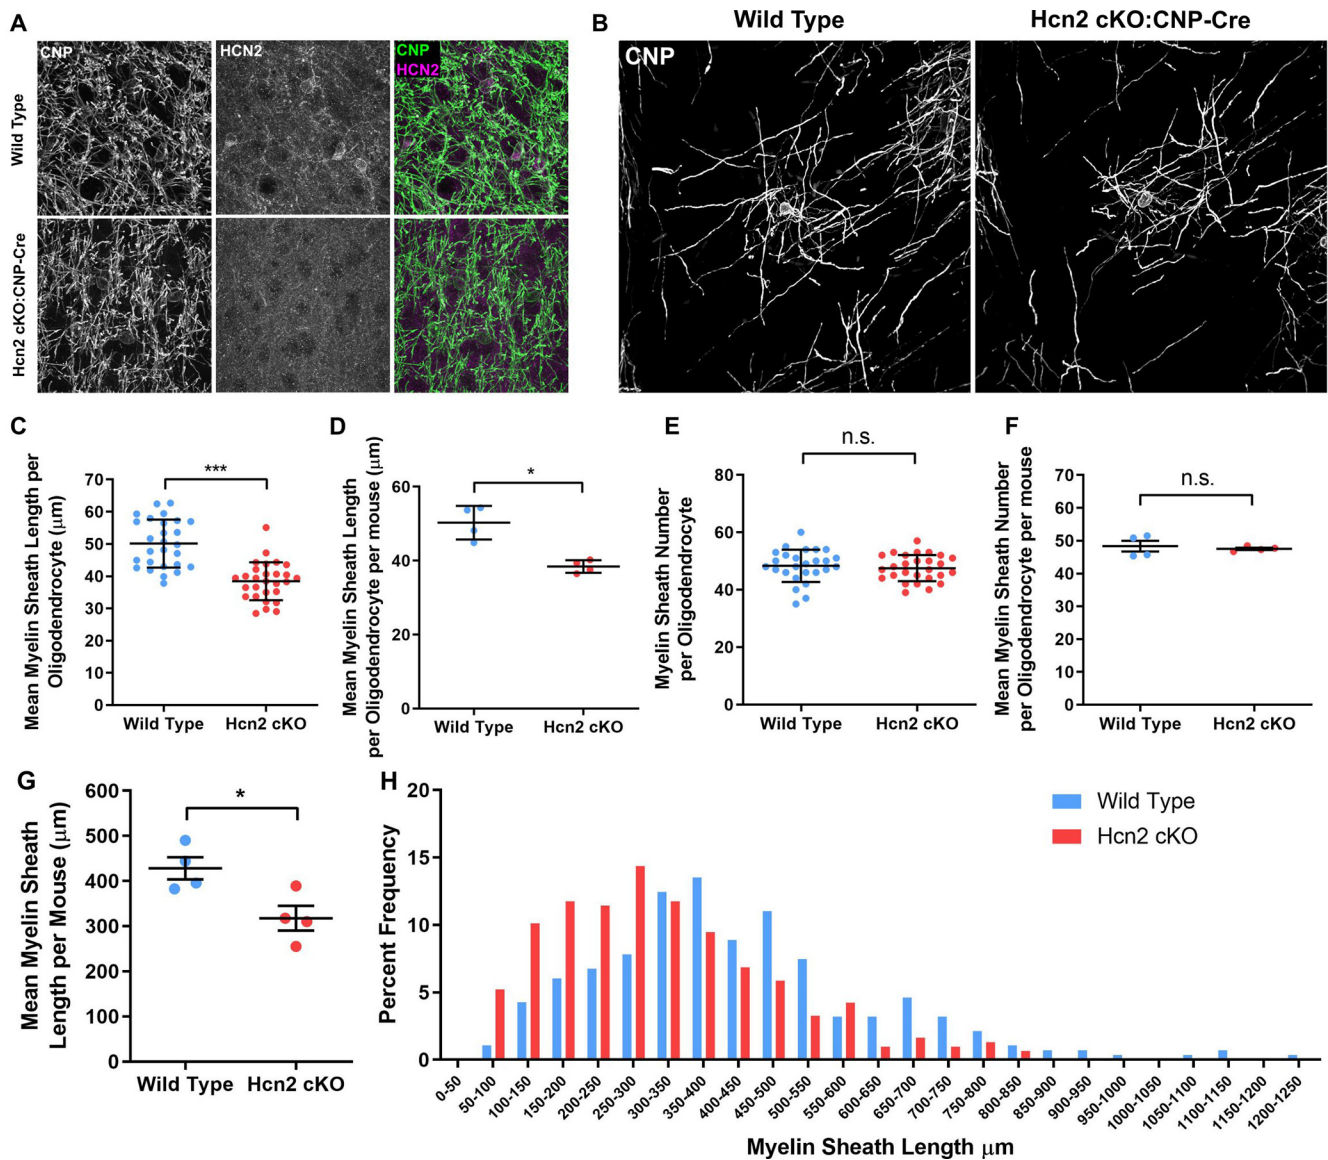 A
CNP
HCN2
CNP
HCN2
Wild Type
Hcn2 cKO:CNP-Cre
B
Wild Type
Hcn2 cKO:CNP-Cre
CNP
C
Mean Myelin Sheath Length per
Oligodendrocyte (μm)
70
60
50
40
30
20
10
0
***
Wild Type
Hcn2 cKO
D
Mean Myelin Sheath Length
per Oligodendrocyte per mouse (μm)
60
40
20
0
*
Wild Type
Hcn2 cKO
E
Myelin Sheath Number
per Oligodendrocyte
80
60
40
20
0
n.s.
Wild Type
Hcn2 cKO
F
Mean Myelin Sheath Number
per Oligodendrocyte per mouse
70
60
50
40
30
20
10
0
n.s.
Wild Type
Hcn2 cKO
G
Mean Myelin Sheath
Length per Mouse (μm)
600
500
400
300
200
100
0
*
Wild Type
Hcn2 cKO
H
Percent Frequency
20
15
10
5
0
Wild Type
Hcn2 cKO
0-50
50-100
100-150
150-200
200-250
250-300
300-350
350-400
400-450
450-500
500-550
550-600
600-650
650-700
700-750
750-800
800-850
850-900
900-950
950-1000
1000-1050
1050-1100
1100-1150
1150-1200
1200-1250
Myelin Sheath Length μm